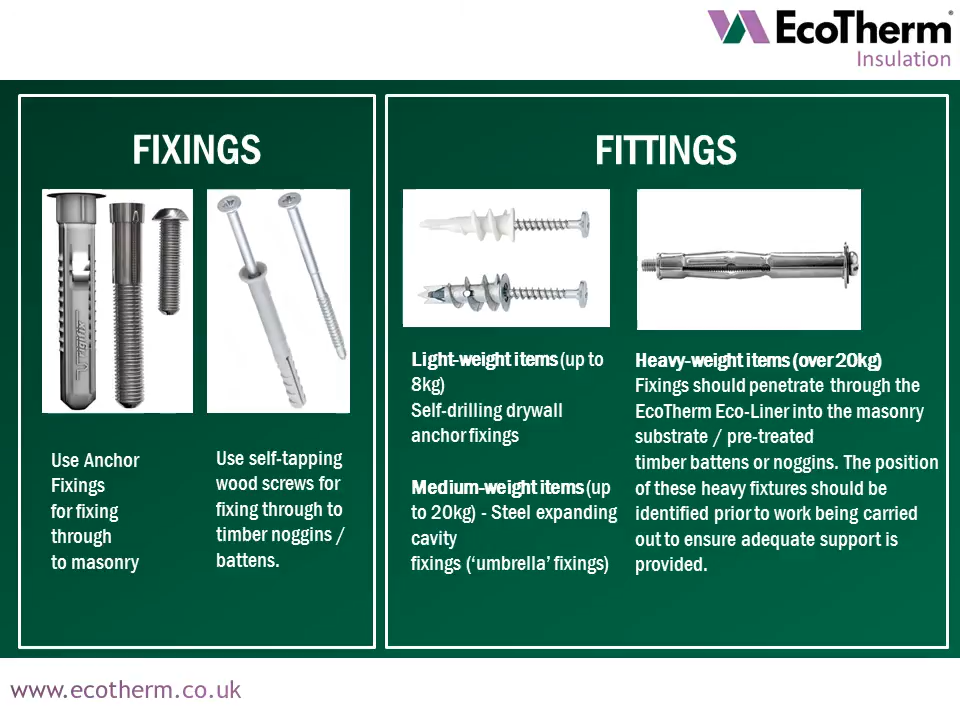 EcoTherm®
Insulation
FIXINGS
Use Anchor
Fixings
for fixing
through
to masonry
Use self-tapping
wood screws for
fixing through to
timber noggins /
battens.
FITTINGS
Light-weight items (up to
8kg)
Self-drilling drywall
anchor fixings
Medium-weight items (up
to 20kg) - Steel expanding
cavity
fixings (‘umbrella’ fixings)
Heavy-weight items (over 20kg)
Fixings should penetrate through the
EcoTherm Eco-Liner into the masonry
substrate / pre-treated
timber battens or noggins. The position
of these heavy fixtures should be
identified prior to work being carried
out to ensure adequate support is
provided.
www.ecotherm.co.uk